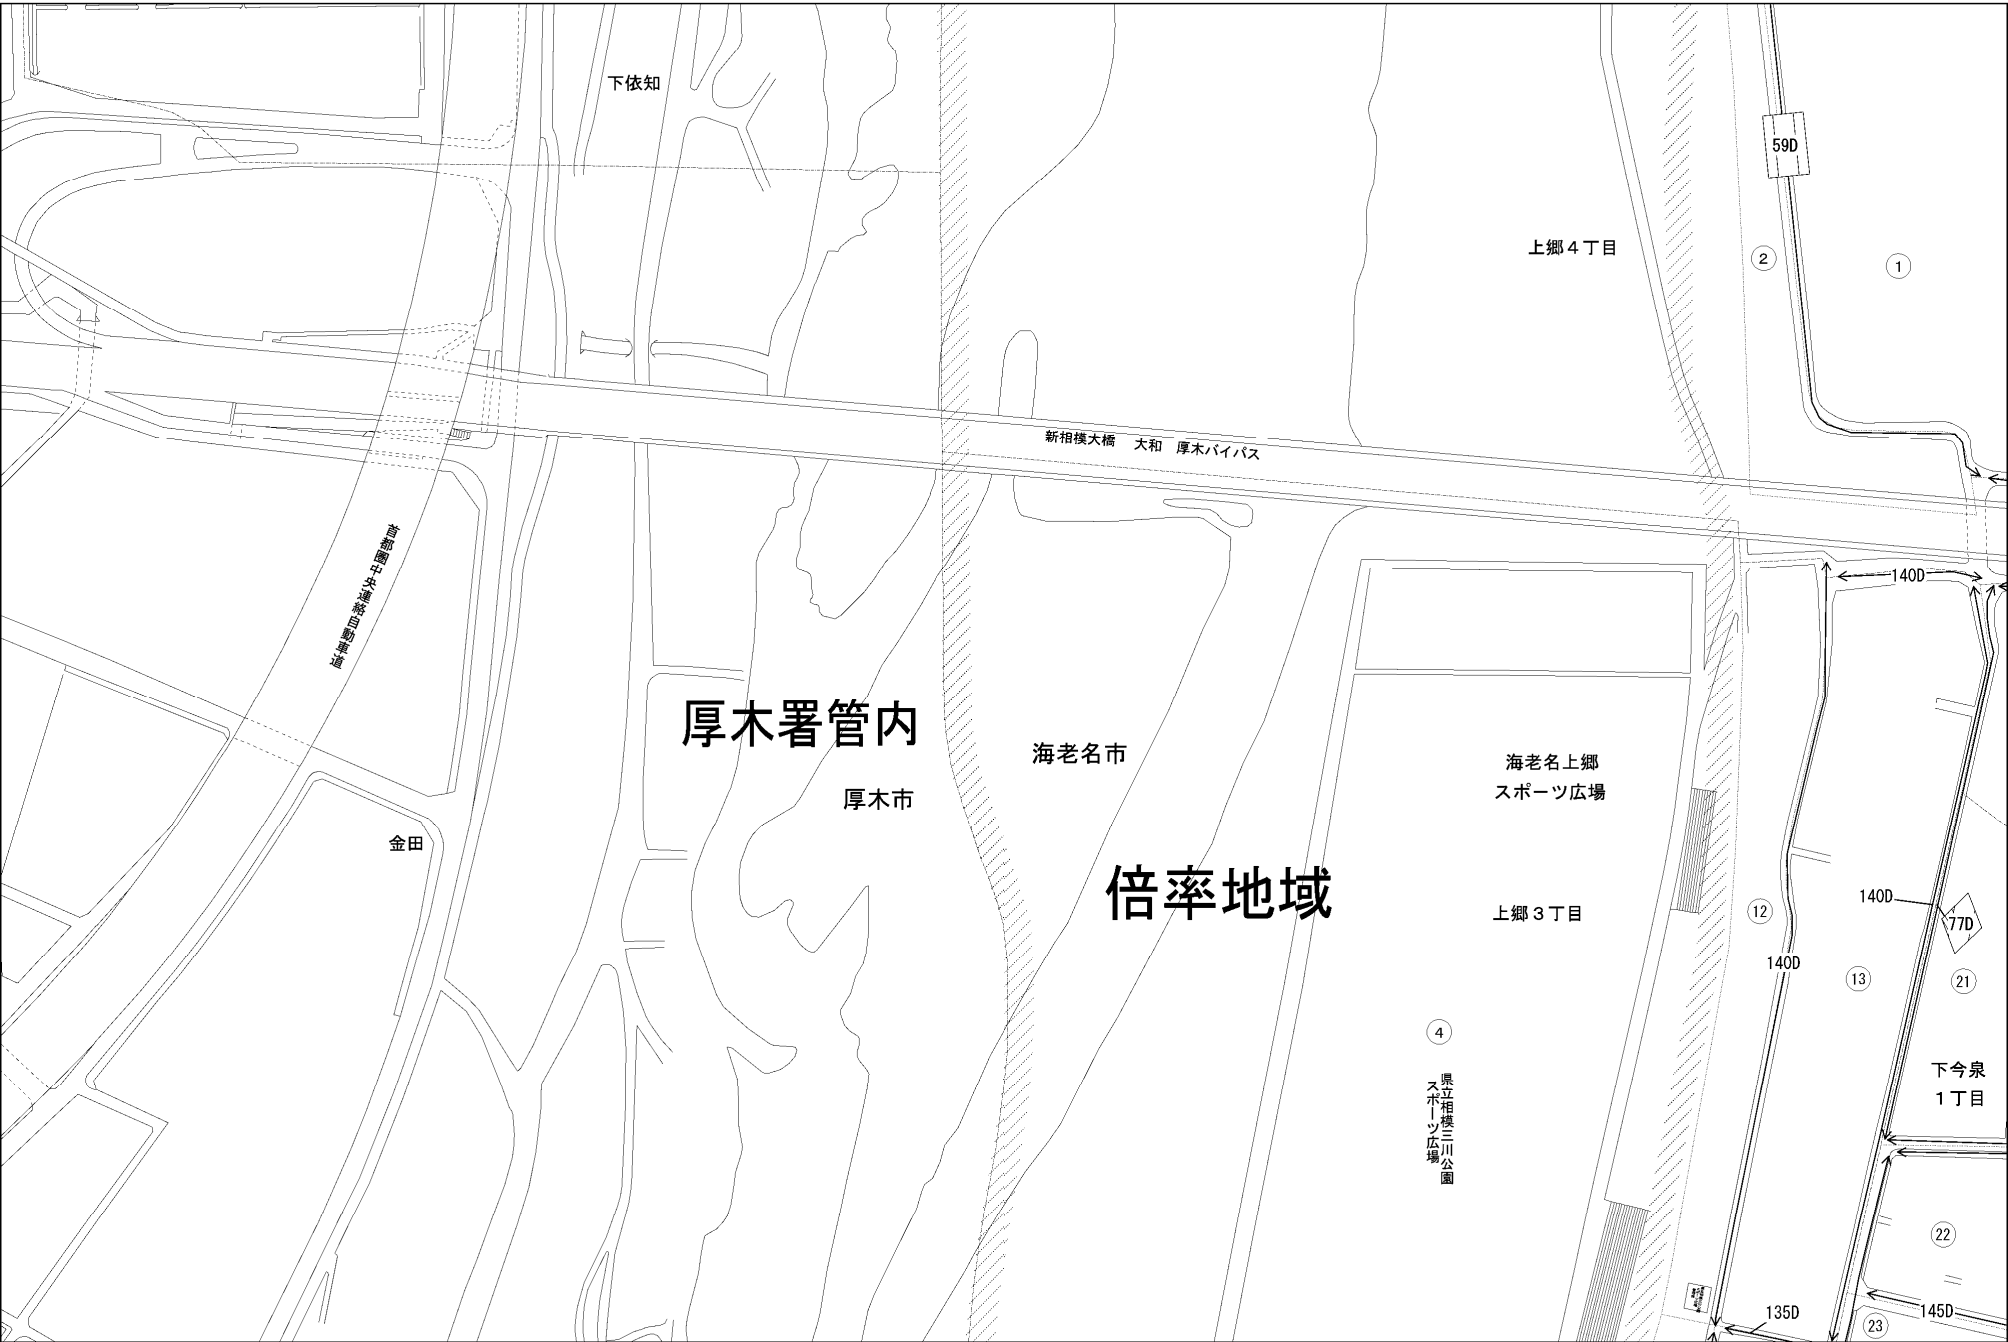 下依知
59D
上郷４丁目
2
1
新相模大橋　大和　厚木バイパス
首都圏中央連絡自動車道
140D
厚木署管内
海老名市
厚木市
海老名上郷
スポーツ広場
金田
倍率地域
上郷３丁目
140D
77D
12
140D
13
21
4
県立相模三川公園
スポーツ広場
下今泉
１丁目
22
135D
145D
23